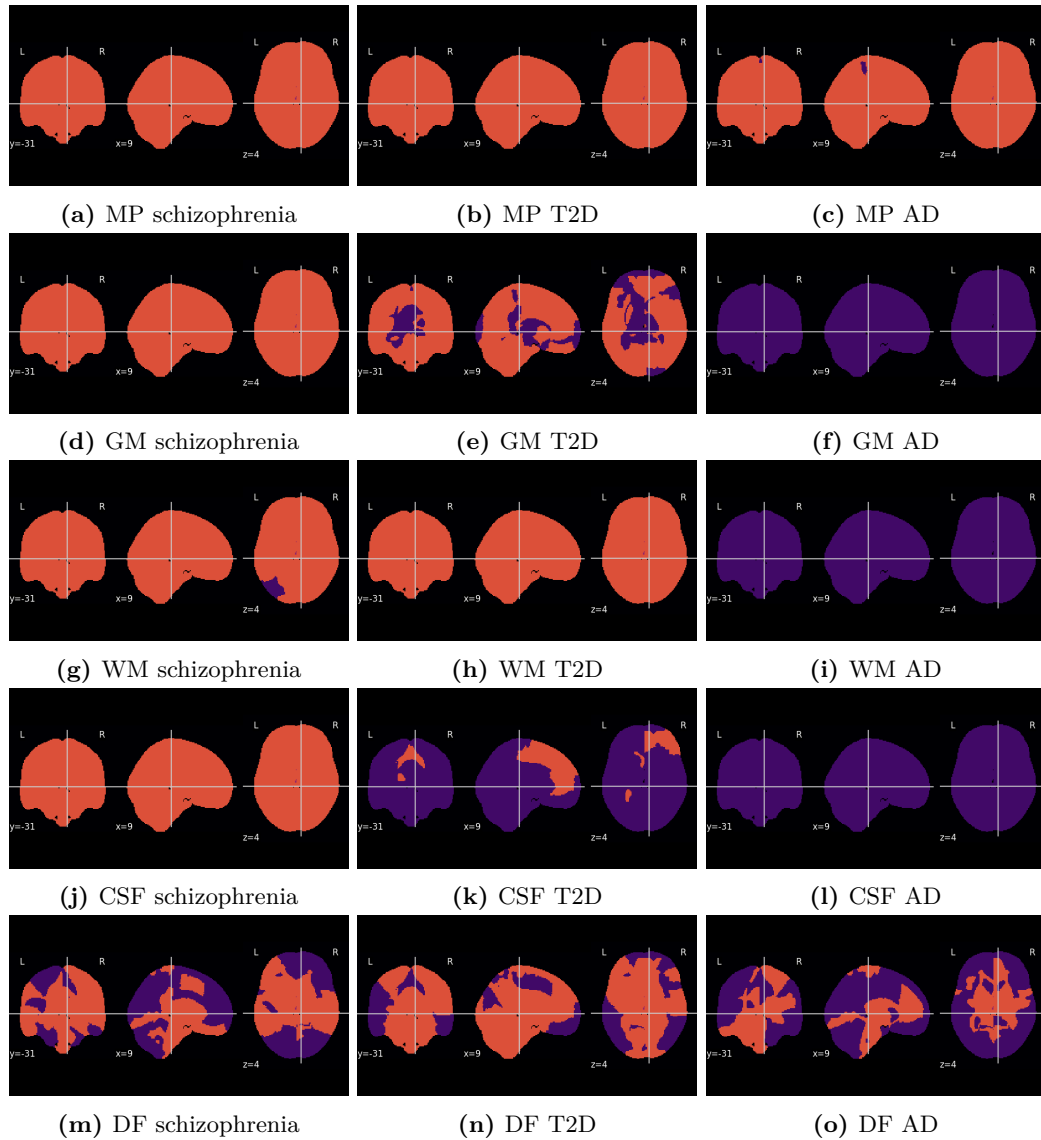 L R L R
y=-31 x=9 z=4
L R L R
y=-31 x=9 z=4
L R L R
y=-31 x=9 z=4
(a) MP schizophrenia
(b) MP T2D
(c) MP AD
L R L R
y=-31 x=9 z=4
L R L R
y=-31 x=9 z=4
L R L R
y=-31 x=9 z=4
(d) GM schizophrenia
(e) GM T2D
(f) GM AD
L R L R
y=-31 x=9 z=4
L R L R
y=-31 x=9 z=4
L R L R
y=-31 x=9 z=4
(g) WM schizophrenia
(h) WM T2D
(i) WM AD
L R L R
y=-31 x=9 z=4
L R L R
y=-31 x=9 z=4
L R L R
y=-31 x=9 z=4
(j) CSF schizophrenia
(k) CSF T2D
(l) CSF AD
L R L R
y=-31 x=9 z=4
L R L R
y=-31 x=9 z=4
L R L R
y=-31 x=9 z=4
(m) DF schizophrenia
(n) DF T2D
(o) DF AD